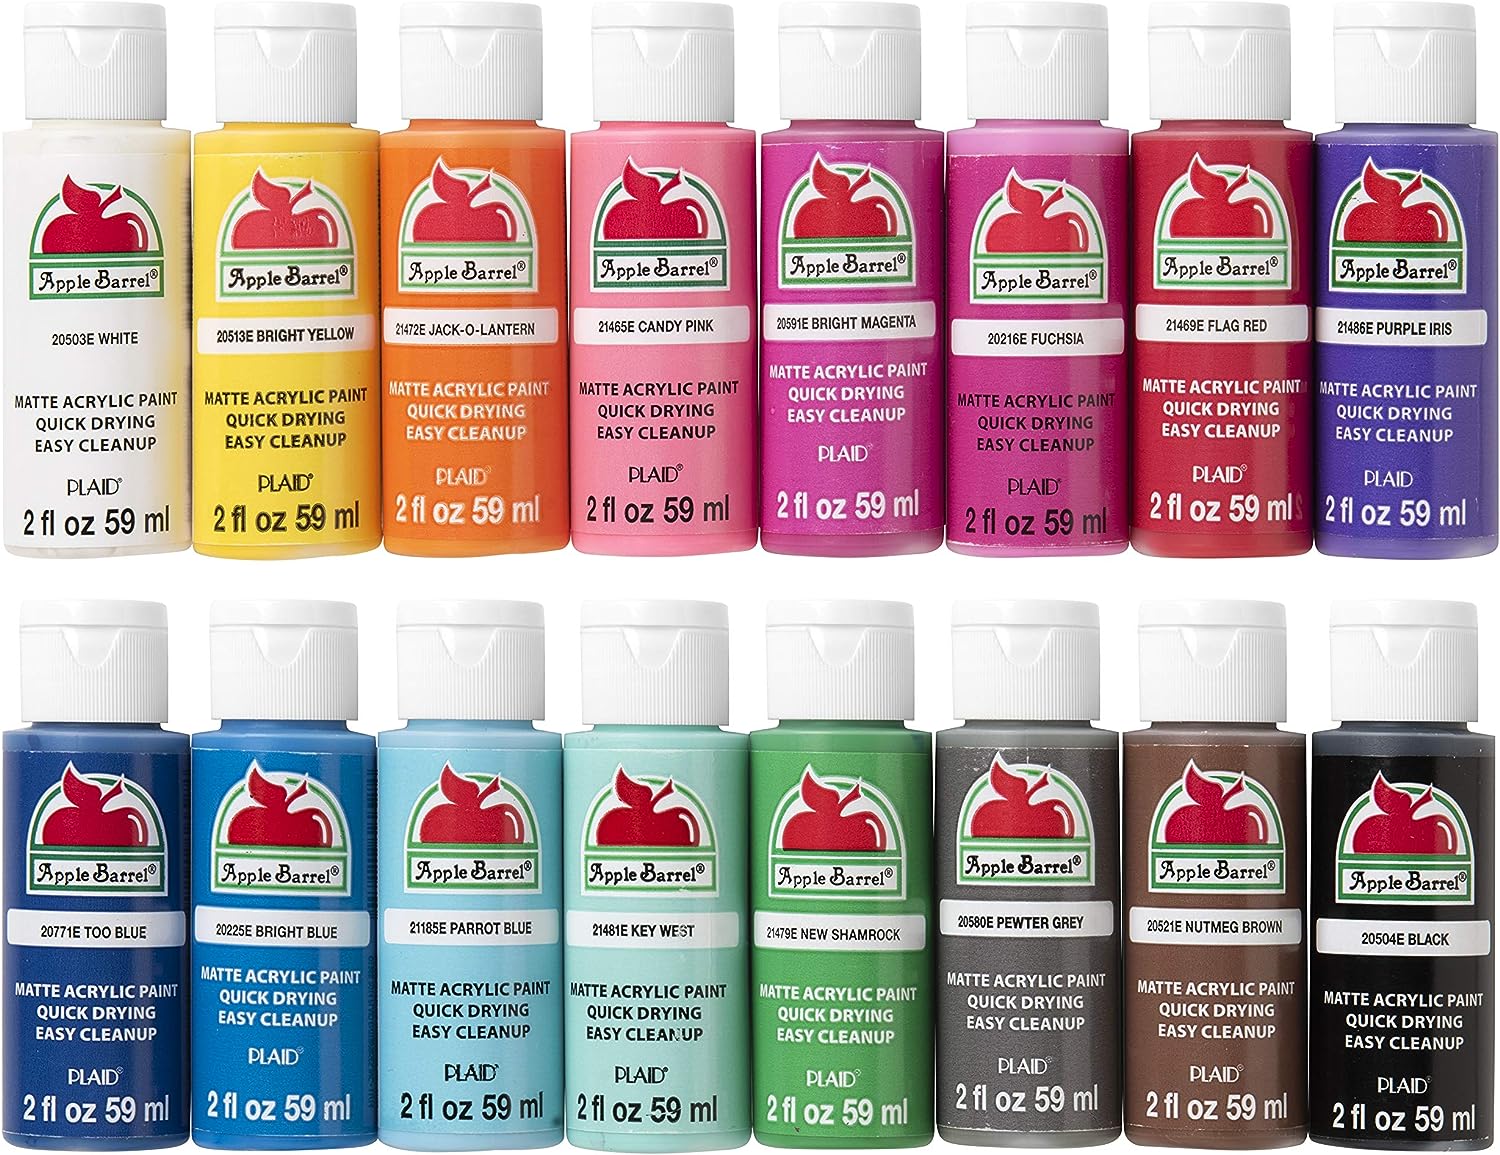 Apple Barrel®
20503E WHITE
MATTE ACRYLIC PAINT
QUICK DRYING
EASY CLEANUP
PLAID®
2 fl oz 59 ml
Apple Barrel®
20513E BRIGHT YELLOW
MATTE ACRYLIC PAINT
QUICK DRYING
EASY CLEANUP
PLAID®
2 fl oz 59 ml
Apple Barrel®
21472E JACK-O-LANTERN
MATTE ACRYLIC PAINT
QUICK DRYING
EASY CLEANUP
PLAID®
2 fl oz 59 ml
Apple Barrel®
21465E CANDY PINK
MATTE ACRYLIC PAINT
QUICK DRYING
EASY CLEANUP
PLAID®
2 fl oz 59 ml
Apple Barrel®
20591E BRIGHT MAGENTA
MATTE ACRYLIC PAINT
QUICK DRYING
EASY CLEANUP
PLAID®
2 fl oz 59 ml
Apple Barrel®
20216E FUCHSIA
MATTE ACRYLIC PAINT
QUICK DRYING
EASY CLEANUP
PLAID®
2 fl oz 59 ml
Apple Barrel®
21469E FLAG RED
MATTE ACRYLIC PAINT
QUICK DRYING
EASY CLEANUP
PLAID®
2 fl oz 59 ml
Apple Barrel®
21486E PURPLE IRIS
MATTE ACRYLIC PAINT
QUICK DRYING
EASY CLEANUP
PLAID
2 fl oz 59 ml
Apple Barrel®
20771E TOO BLUE
MATTE ACRYLIC PAINT
QUICK DRYING
EASY CLEANUP
PLAID®
2 fl oz 59 ml
Apple Barrel®
20225E BRIGHT BLUE
MATTE ACRYLIC PAINT
QUICK DRYING
EASY CLEANUP
PLAID®
2 fl oz 59 ml
Apple Barrel®
21185E PARROT BLUE
MATTE ACRYLIC PAINT
QUICK DRYING
EASY CLEANUP
PLAID®
2 fl oz 59 ml
Apple Barrel®
21481E KEY WEST
MATTE ACRYLIC PAINT
QUICK DRYING
EASY CLEANUP
PLAID®
2 fl oz 59 ml
Apple Barrel®
21479E NEW SHAMROCK
MATTE ACRYLIC PAINT
QUICK DRYING
EASY CLEANUP
PLAID®
2 fl oz 59 ml
Apple Barrel®
20580E PEWTER GREY
MATTE ACRYLIC PAINT
QUICK DRYING
EASY CLEANUP
PLAID®
2 fl oz 59 ml
Apple Barrel®
20521E NUTMEG BROWN
MATTE ACRYLIC PAINT
QUICK DRYING
EASY CLEANUP
PLAID®
2 fl oz 59 ml
Apple Barrel®
20504E BLACK
MATTE ACRYLIC PAINT
QUICK DRYING
EASY CLEANUP
PLAID®
2 fl oz 59 ml